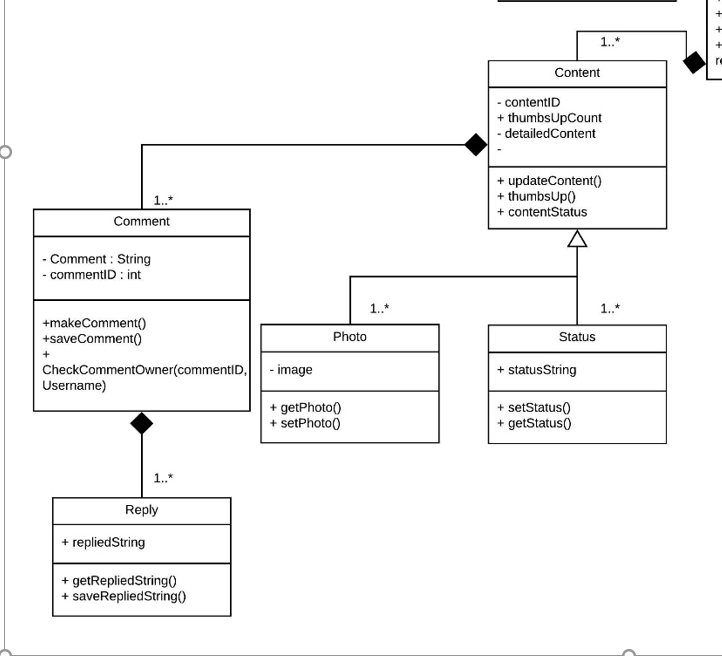 +
+
+
re
1..*
Content
- contentID
+ thumbsUpCount
- detailedContent
-
+ updateContent()
+ thumbsUp()
+ contentStatus
1..*
Comment
- Comment : String
- commentID : int
+makeComment()
+saveComment()
+
CheckCommentOwner(commentID,
Username)
1..*
Photo
- image
+ getPhoto()
+ setPhoto()
1..*
Status
+ statusString
+ setStatus()
+ getStatus()
1..*
Reply
+ repliedString
+ getRepliedString()
+ saveRepliedString()